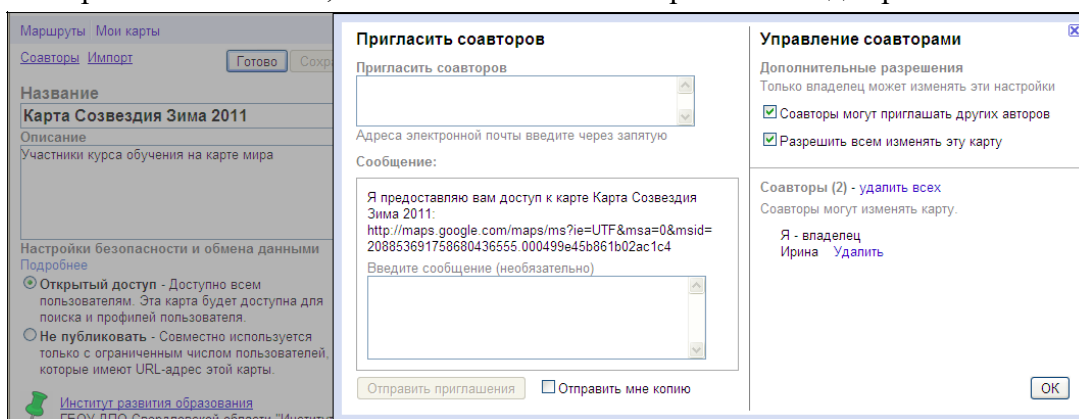 Маршруты Мои карты
Соавторы Импорт
Готово
Название
Карта Созвездия Зима 2011
Описание
Участники курса обучения на карте мира
Настройки безопасности и обмена данными
Подробнее
Открытый доступ - Доступно всем
пользователям. Эта карта будет доступна для
поиска и профилей пользователя.
Не публиковать - Совместно используется
только с ограниченным числом пользователей,
которые имеют URL-адрес этой карты.
Институт развития образования
Пригласить соавторов
Пригласить соавторов
Адреса электронной почты введите через запятую
Сообщение:
Я предоставляю вам доступ к карте Карта Созвездия
Зима 2011:
http://maps.google.com/maps/ms?ie=UTF&msa=0&msid=
208853691758680436555.000499e45b861b02ac1c4
Введите сообщение (необязательно)
Отправить приглашения Отправить мне копию
Управление соавторами
Дополнительные разрешения
Только владелец может изменять эти настройки
Соавторы могут приглашать других авторов
Разрешить всем изменять эту карту
Соавторы (2) - удалить всех
Соавторы могут изменять карту.
Я - владелец
Ирина Удалить
OK